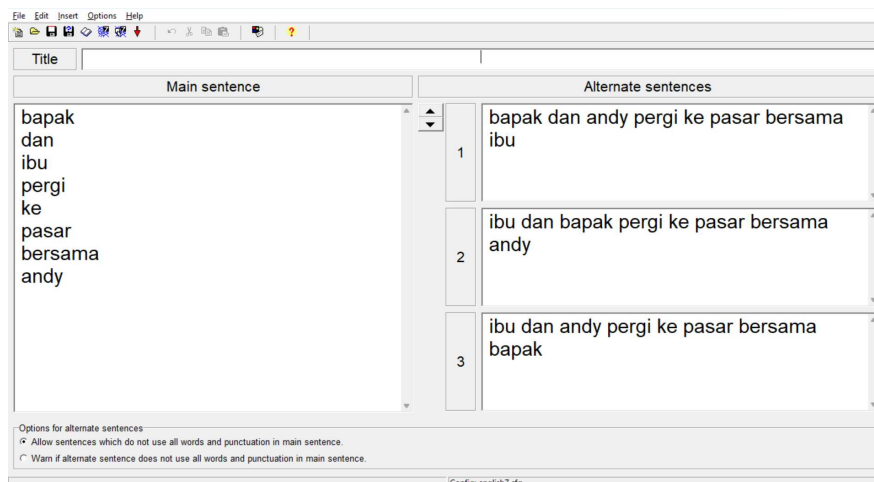 File Edit Insert Options Help
Title
Main sentence
Alternate sentences
bapak
dan
ibu
pergi
ke
pasar
bersama
andy
1
bapak dan andy pergi ke pasar bersama
ibu
2
ibu dan bapak pergi ke pasar bersama
andy
3
ibu dan andy pergi ke pasar bersama
bapak
Options for alternate sentences
Allow sentences which do not use all words and punctuation in main sentence.
Warn if alternate sentence does not use all words and punctuation in main sentence.